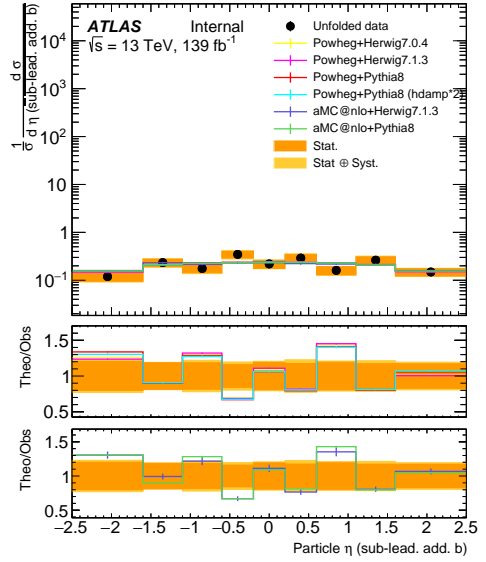 ATLAS Internal
√s = 13 TeV, 139 fb⁻¹
Unfolded data
Powheg+Herwig7.0.4
Powheg+Herwig7.1.3
Powheg+Pythia8
Powheg+Pythia8 (hdamp*2)
aMC@nlo+Herwig7.1.3
aMC@nlo+Pythia8
Stat.
Stat ⊕ Syst.
1/σ d σ / d η (sub-lead. add. b)
10⁴
10³
10²
10
1
10⁻¹
Theo/Obs
1.5
1
0.5
Theo/Obs
1.5
1
0.5
−2.5 −2 −1.5 −1 −0.5 0 0.5 1 1.5 2 2.5
Particle η (sub-lead. add. b)